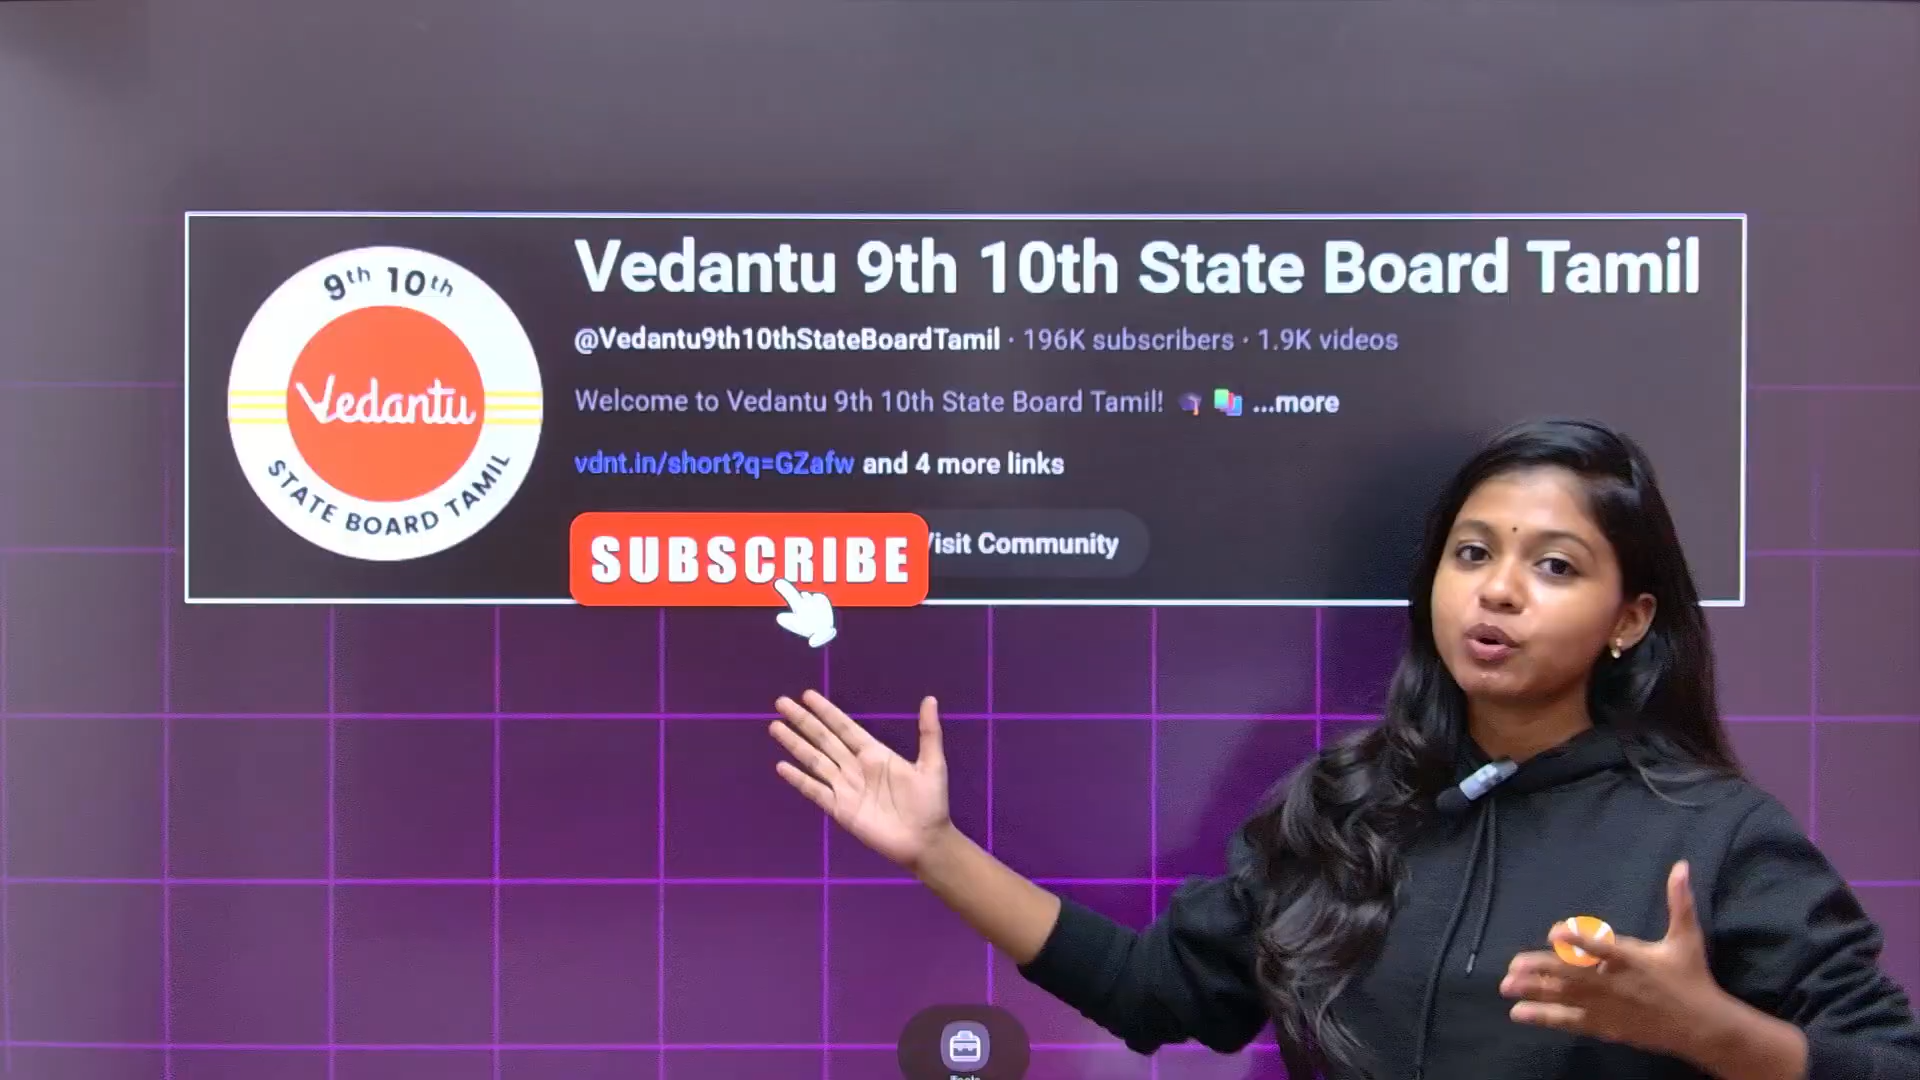 Vedantu 9th 10th State Board Tamil
@Vedantu9th10thStateBoardTamil · 196K subscribers · 1.9K videos
Welcome to Vedantu 9th 10th State Board Tamil! ...more
vdnt.in/short?q=GZafw and 4 more links
SUBSCRIBE
Visit Community
9th 10th
Vedantu
STATE BOARD TAMIL
Tools